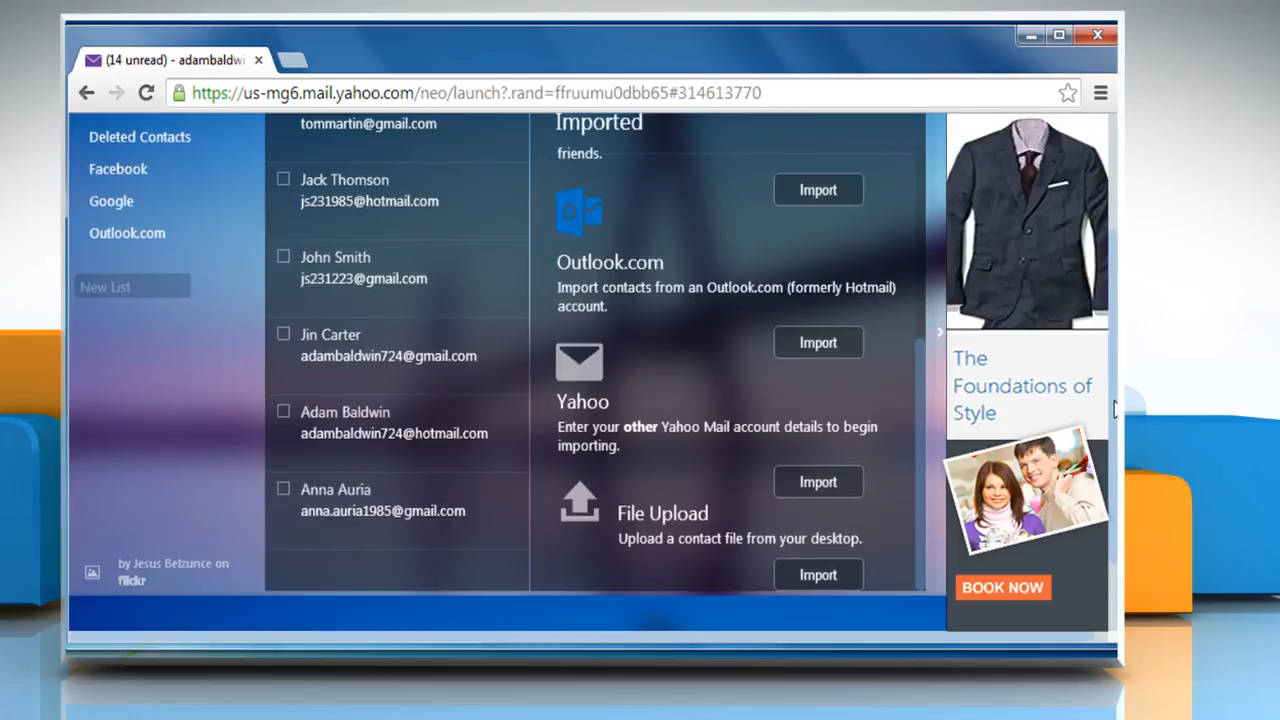 (14 unread) - adambaldwi
https://us-mg6.mail.yahoo.com/neo/launch?.rand=ffruumu0dbb65#314613770
Deleted Contacts
Facebook
Google
Outlook.com
New List
by Jesus Belzunce on
flickr
tommartin@gmail.com
Jack Thomson
js231985@hotmail.com
John Smith
js231223@gmail.com
Jin Carter
adambaldwin724@gmail.com
Adam Baldwin
adambaldwin724@hotmail.com
Anna Auria
anna.auria1985@gmail.com
Imported
friends.
Import
Outlook.com
Import contacts from an Outlook.com (formerly Hotmail)
account.
Import
Yahoo
Enter your other Yahoo Mail account details to begin
importing.
Import
File Upload
Upload a contact file from your desktop.
Import
The
Foundations of
Style
BOOK NOW